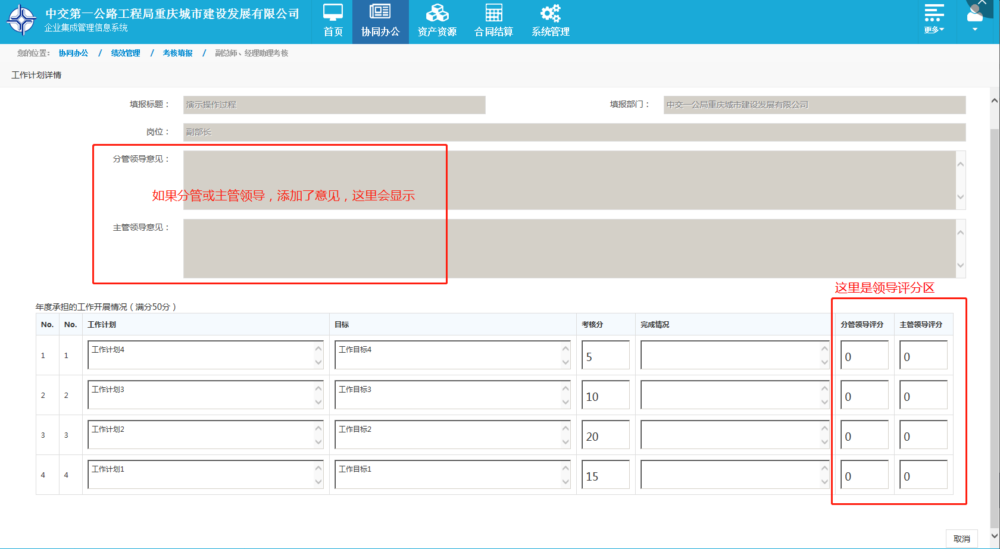 中交第一公路工程局重庆城市建设发展有限公司
企业集成管理信息系统
首页
协同办公
资产资源
合同结算
系统管理
更多
您的位置： 协同办公 / 绩效管理 / 考核填报 / 副总师、经理助理考核
工作计划详情
填报标题： 演示操作过程 填报部门： 中交一公局重庆城市建设发展有限公司
岗位： 副部长
分管领导意见：
如果分管或主管领导，添加了意见，这里会显示
主管领导意见：
这里是领导评分区
年度承担的工作开展情况（满分50分）
No. No. 工作计划 目标 考核分 完成情况 分管领导评分 主管领导评分
1 1 工作计划4 工作目标4 5 0 0
2 2 工作计划3 工作目标3 10 0 0
3 3 工作计划2 工作目标2 20 0 0
4 4 工作计划1 工作目标1 15 0 0
取消